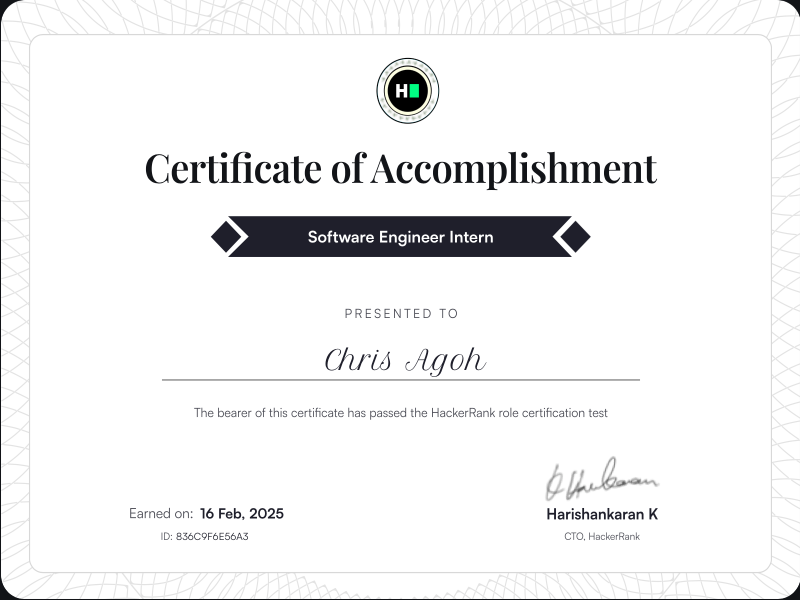 H
Certificate of Accomplishment
Software Engineer Intern
PRESENTED TO
Chris Agoh
The bearer of this certificate has passed the HackerRank role certification test
Earned on: 16 Feb, 2025
ID: 836C9F6E56A3
Harishankaran K
CTO, HackerRank